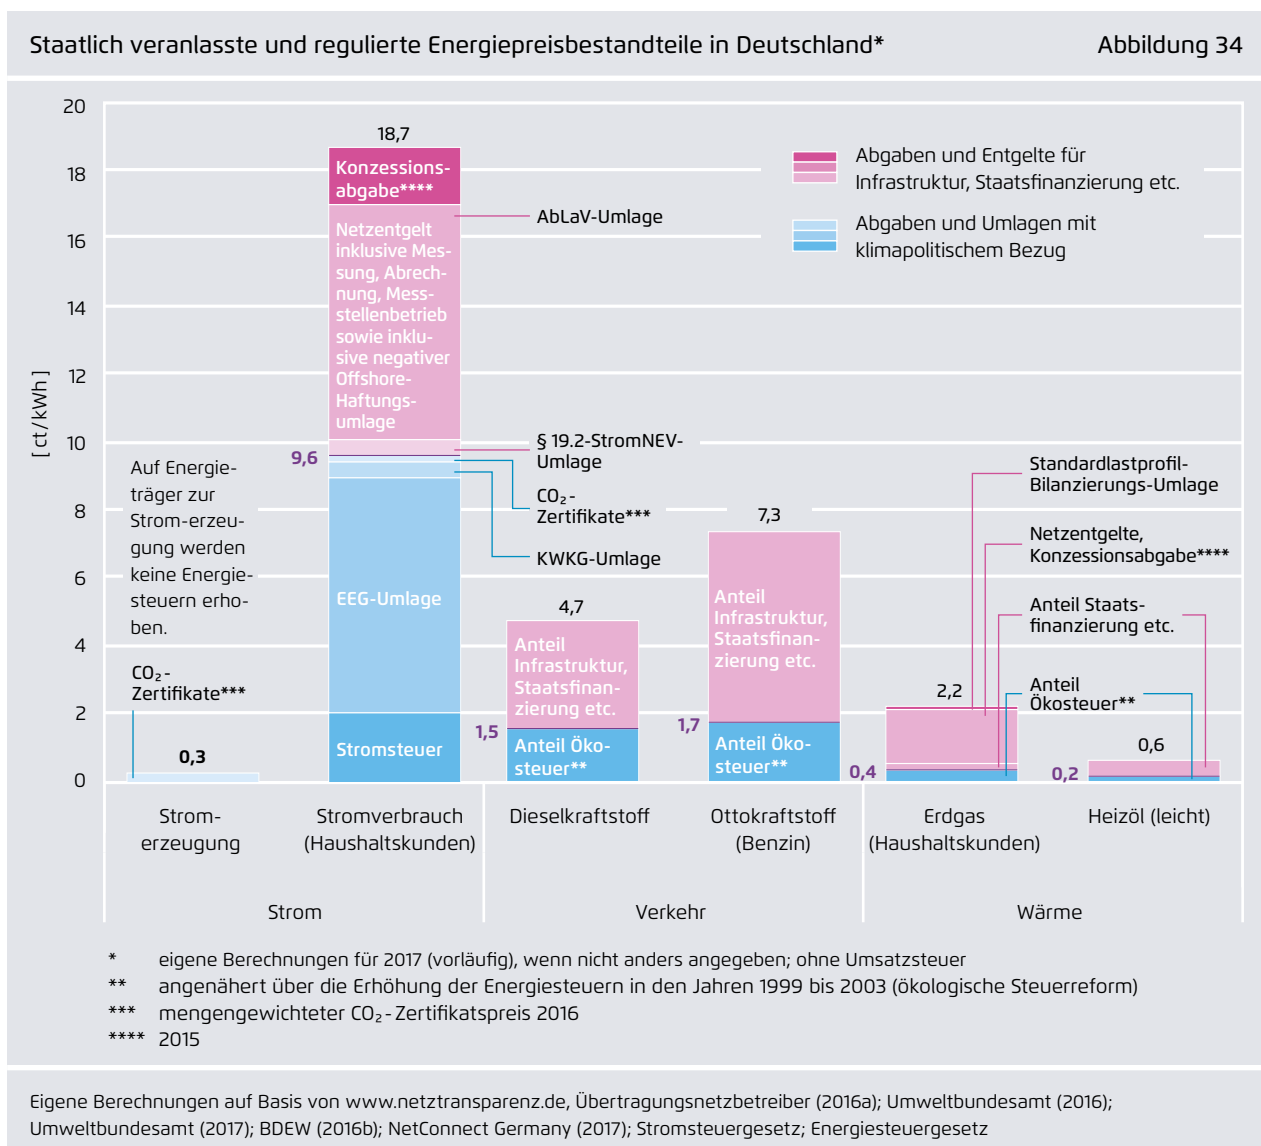 Staatlich veranlasste und regulierte Energiepreisbestandteile in Deutschland*
Abbildung 34
[ct/kWh]
20
18
16
14
12
10
8
6
4
2
0
Abgaben und Entgelte für
Infrastruktur, Staatsfinanzierung etc.
Abgaben und Umlagen mit
klimapolitischem Bezug
Auf Energie-
träger zur
Strom-erzeu-
gung werden
keine Energie-
steuern erho-
ben.
CO₂-
Zertifikate***
0,3
18,7
Konzessions-
abgabe****
Netzentgelt
inklusive Mes-
sung, Abrech-
nung, Mess-
stellenbetrieb
sowie inklu-
sive negativer
Offshore-
Haftungs-
umlage
9,6
EEG-Umlage
Stromsteuer
AbLaV-Umlage
§ 19.2-StromNEV-
Umlage
CO₂-
Zertifikate***
KWKG-Umlage
4,7
Anteil
Infrastruktur,
Staatsfinan-
zierung etc.
1,5
Anteil Öko-
steuer**
7,3
Anteil
Infrastruktur,
Staatsfinan-
zierung etc.
1,7
Anteil Öko-
steuer**
Standardlastprofil-
Bilanzierungs-Umlage
Netzentgelte,
Konzessionsabgabe****
Anteil Staats-
finanzierung etc.
Anteil
Ökosteuer**
2,2
0,4
0,6
0,2
Strom-
erzeugung
Stromverbrauch
(Haushaltskunden)
Dieselkraftstoff
Ottokraftstoff
(Benzin)
Erdgas
(Haushaltskunden)
Heizöl (leicht)
Strom
Verkehr
Wärme
* eigene Berechnungen für 2017 (vorläufig), wenn nicht anders angegeben; ohne Umsatzsteuer
** angenähert über die Erhöhung der Energiesteuern in den Jahren 1999 bis 2003 (ökologische Steuerreform)
*** mengengewichteter CO₂-Zertifikatspreis 2016
**** 2015
Eigene Berechnungen auf Basis von www.netztransparenz.de, Übertragungsnetzbetreiber (2016a); Umweltbundesamt (2016);
Umweltbundesamt (2017); BDEW (2016b); NetConnect Germany (2017); Stromsteuergesetz; Energiesteuergesetz